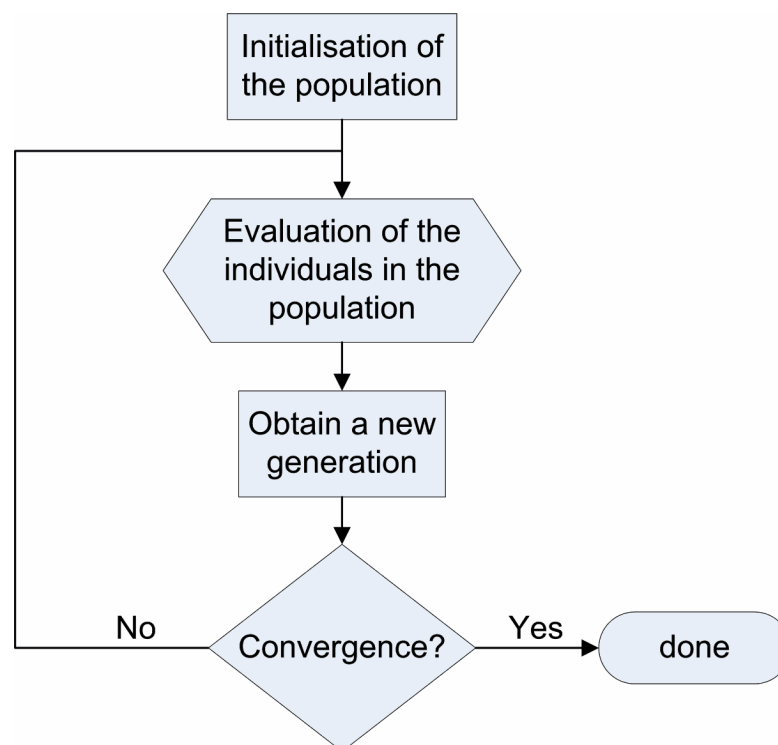 Initialisation of
the population
Evaluation of the
individuals in the
population
Obtain a new
generation
No
Convergence?
Yes
done